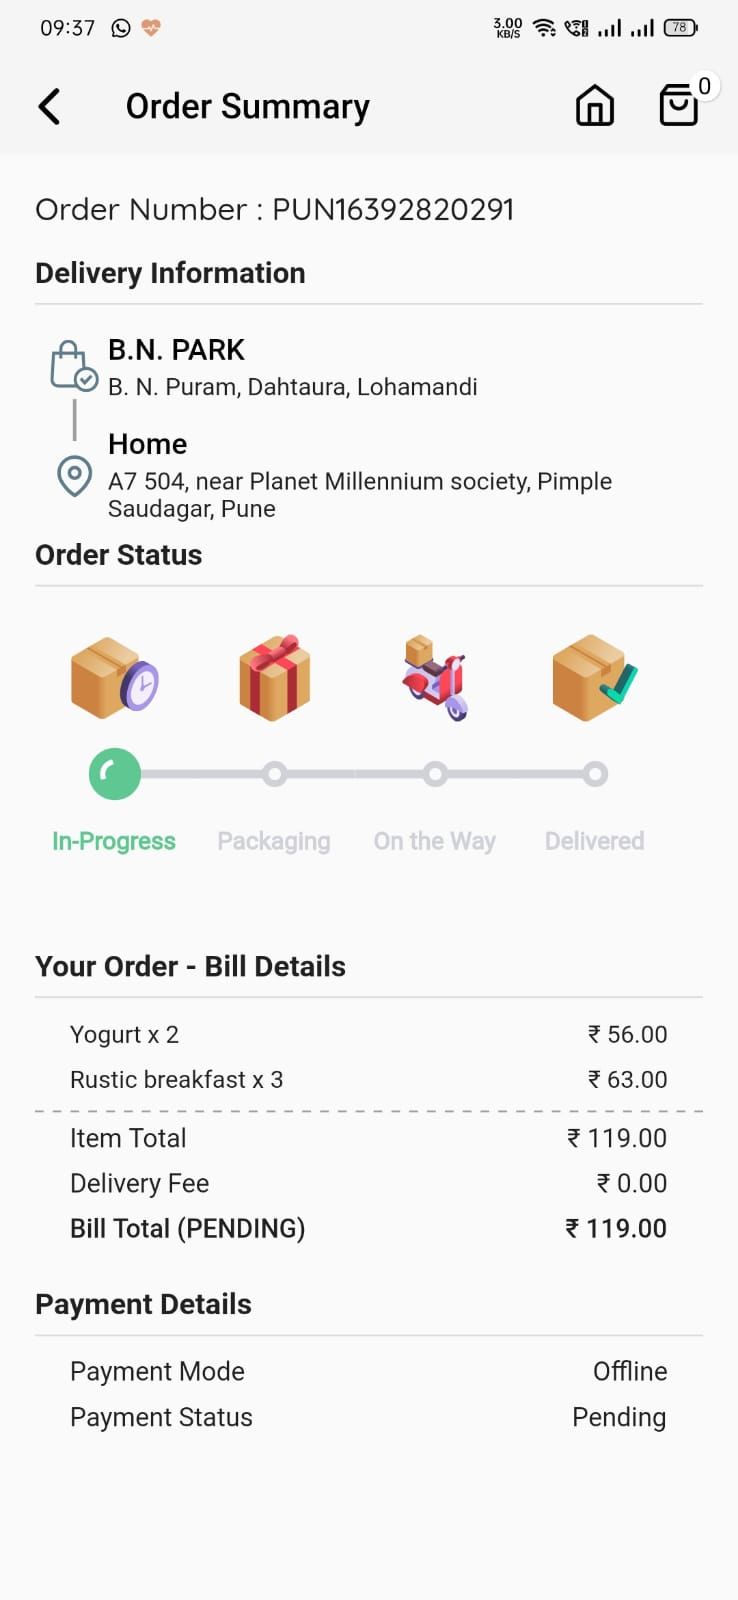 09:37
3.00
KB/S
78
Order Summary
0
Order Number : PUN16392820291
Delivery Information
B.N. PARK
B. N. Puram, Dahtaura, Lohamandi
Home
A7 504, near Planet Millennium society, Pimple
Saudagar, Pune
Order Status
In-Progress Packaging On the Way Delivered
Your Order - Bill Details
Yogurt x 2 ₹ 56.00
Rustic breakfast x 3 ₹ 63.00
Item Total ₹ 119.00
Delivery Fee ₹ 0.00
Bill Total (PENDING) ₹ 119.00
Payment Details
Payment Mode Offline
Payment Status Pending